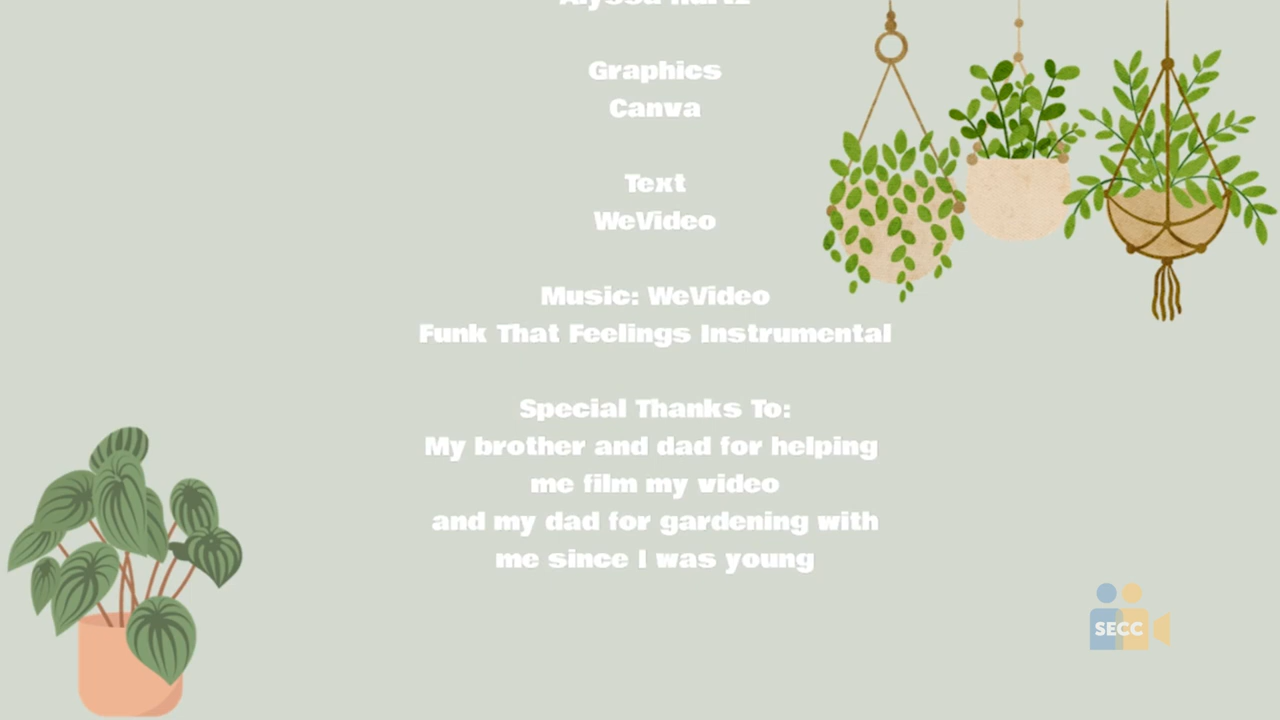 Graphics
Canva
Text
WeVideo
Music: WeVideo
Funk That Feelings Instrumental
Special Thanks To:
My brother and dad for helping
me film my video
and my dad for gardening with
me since I was young
SECC